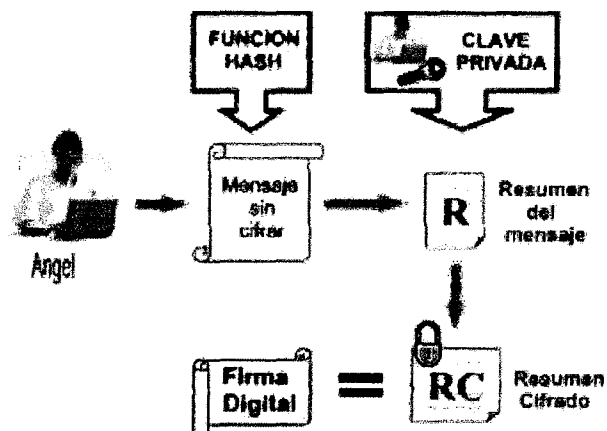 FUNCION
HASH
CLAVE
PRIVADA
Mensaje
sin
cifrar
R
Resumen
del
mensaje
Angel
Firma
Digital
=
RC
Resumen
Cifrado